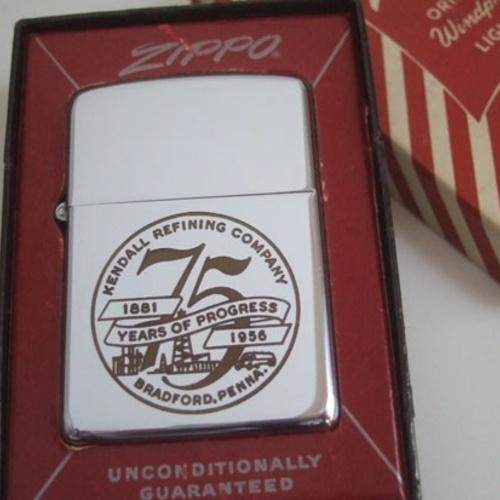 ZIPPO
KENDALL REFINING COMPANY
75
1881
YEARS OF PROGRESS
1956
BRADFORD, PENNA.
UNCONDITIONALLY
GUARANTEED